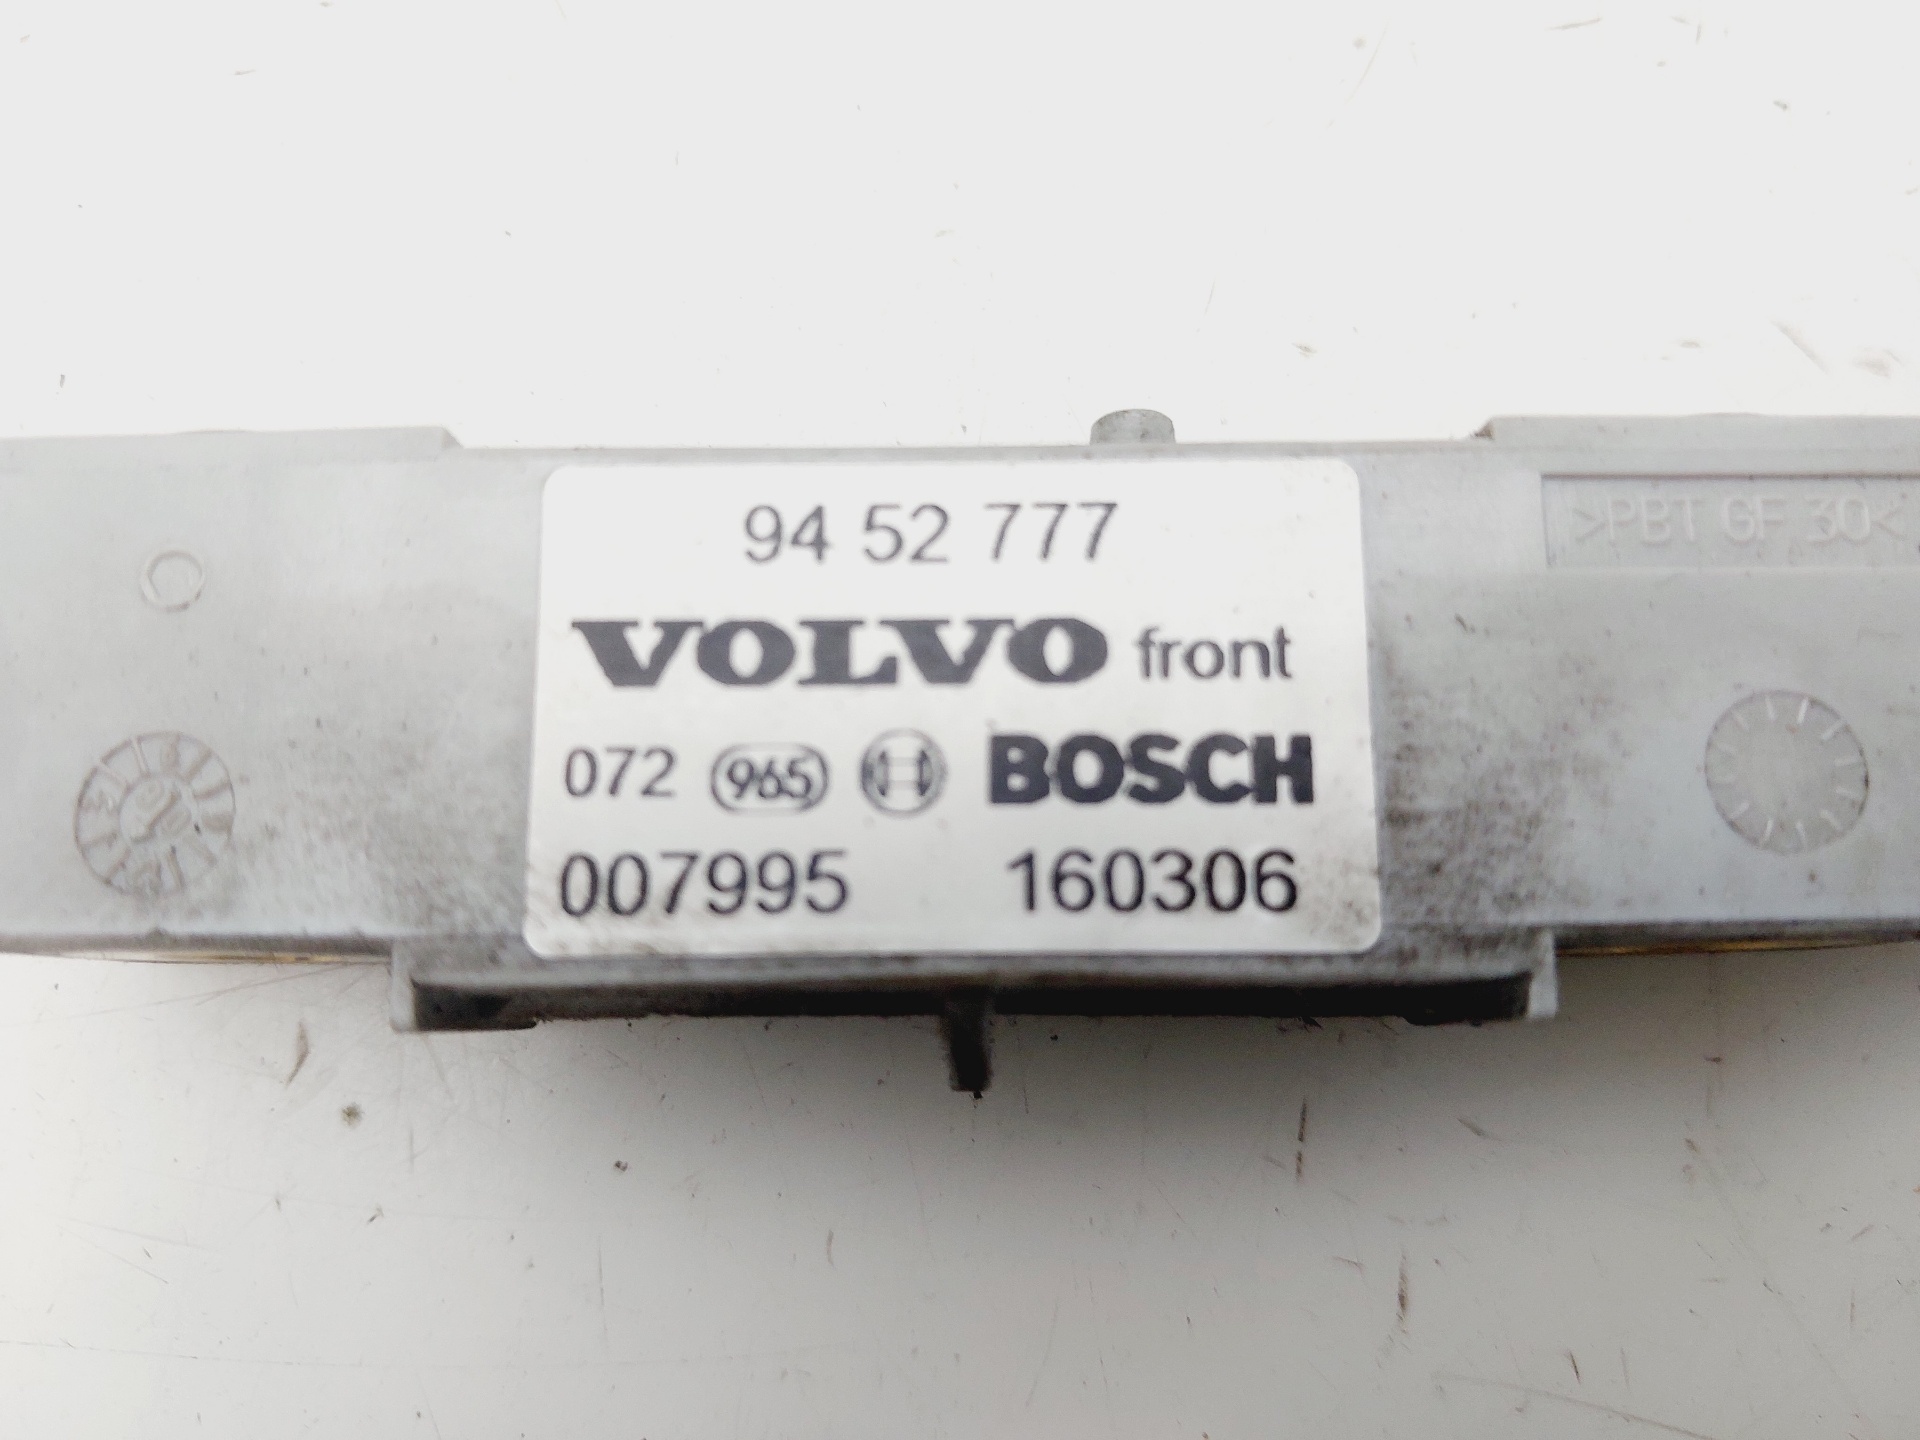 94 52 777
>PBT GF 30<
VOLVO front
072 965 BOSCH
007995 160306